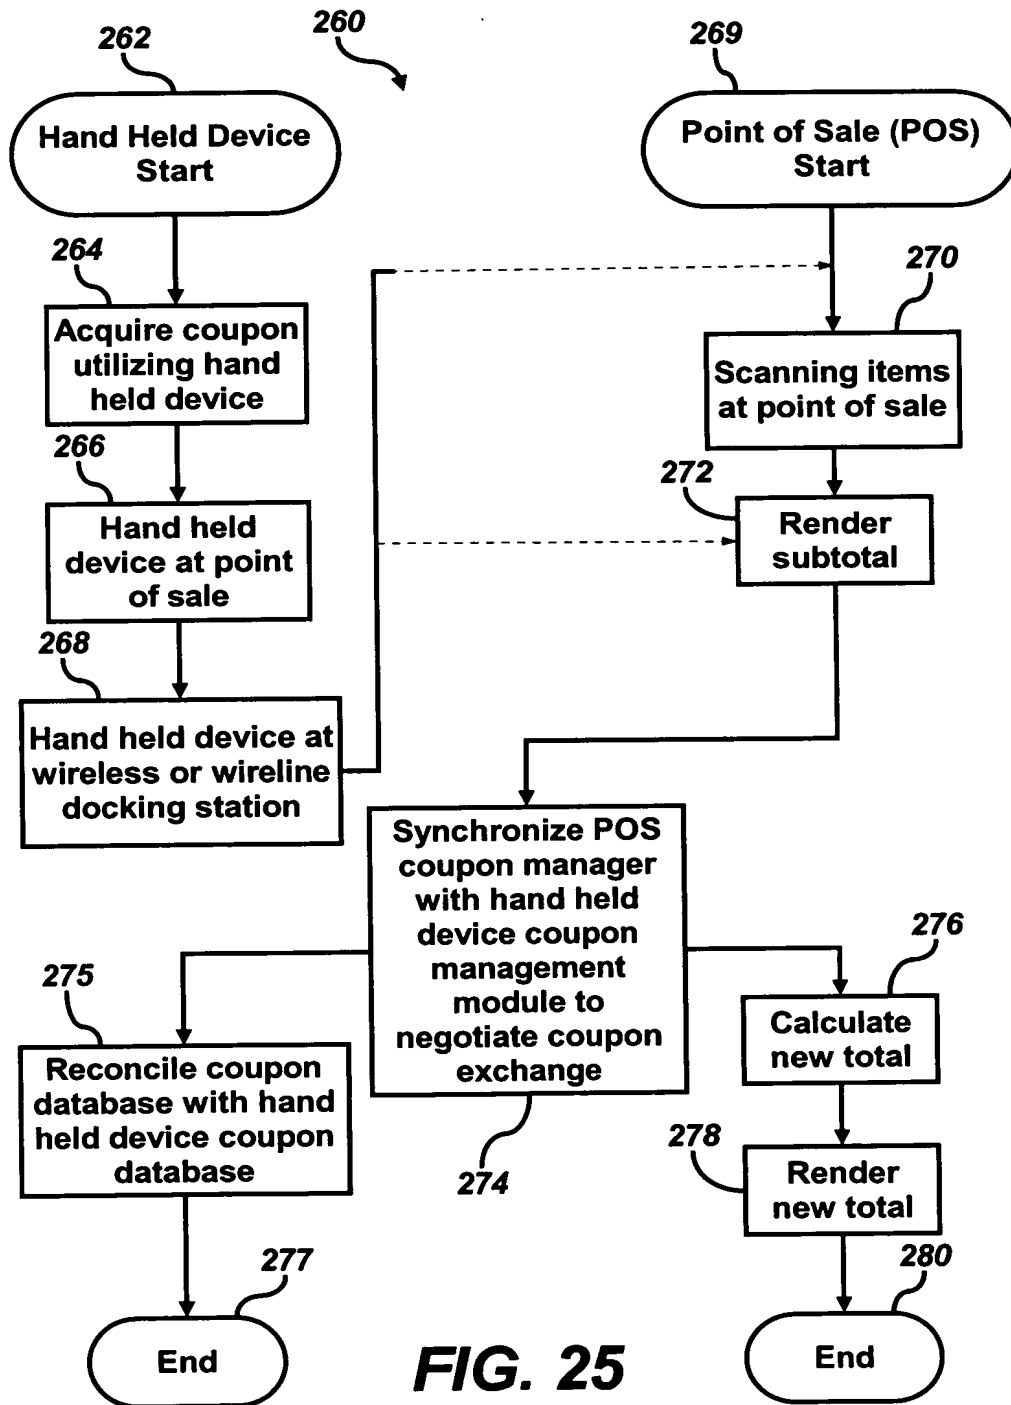 260
262
Hand Held Device
Start
264
Acquire coupon
utilizing hand
held device
266
Hand held
device at point
of sale
268
Hand held device at
wireless or wireline
docking station
269
Point of Sale (POS)
Start
270
Scanning items
at point of sale
272
Render
subtotal
Synchronize POS
coupon manager
with hand held
device coupon
management
module to
negotiate coupon
exchange
274
275
Reconcile coupon
database with hand
held device coupon
database
277
End
276
Calculate
new total
278
Render
new total
280
End
FIG. 25